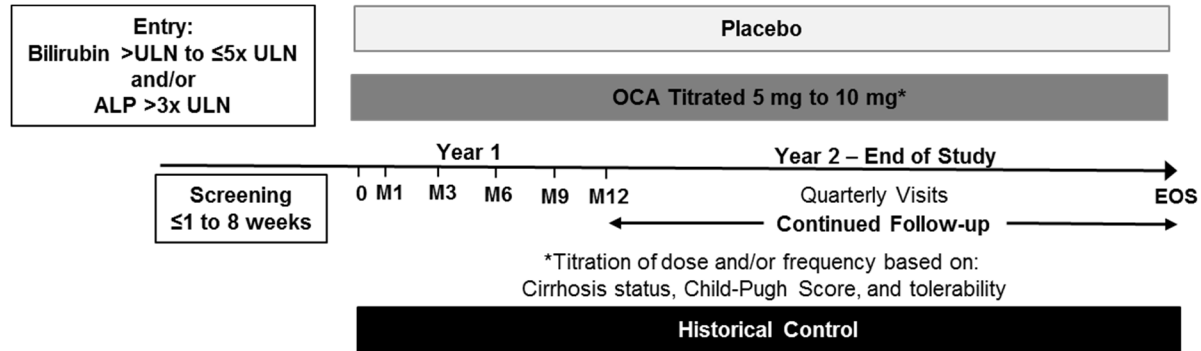 Entry:
Bilirubin >ULN to ≤5x ULN
and/or
ALP >3x ULN
Placebo
OCA Titrated 5 mg to 10 mg*
Year 1
Year 2 – End of Study
Screening
≤1 to 8 weeks
0 M1 M3 M6 M9 M12
Quarterly Visits
EOS
Continued Follow-up
*Titration of dose and/or frequency based on:
Cirrhosis status, Child-Pugh Score, and tolerability
Historical Control